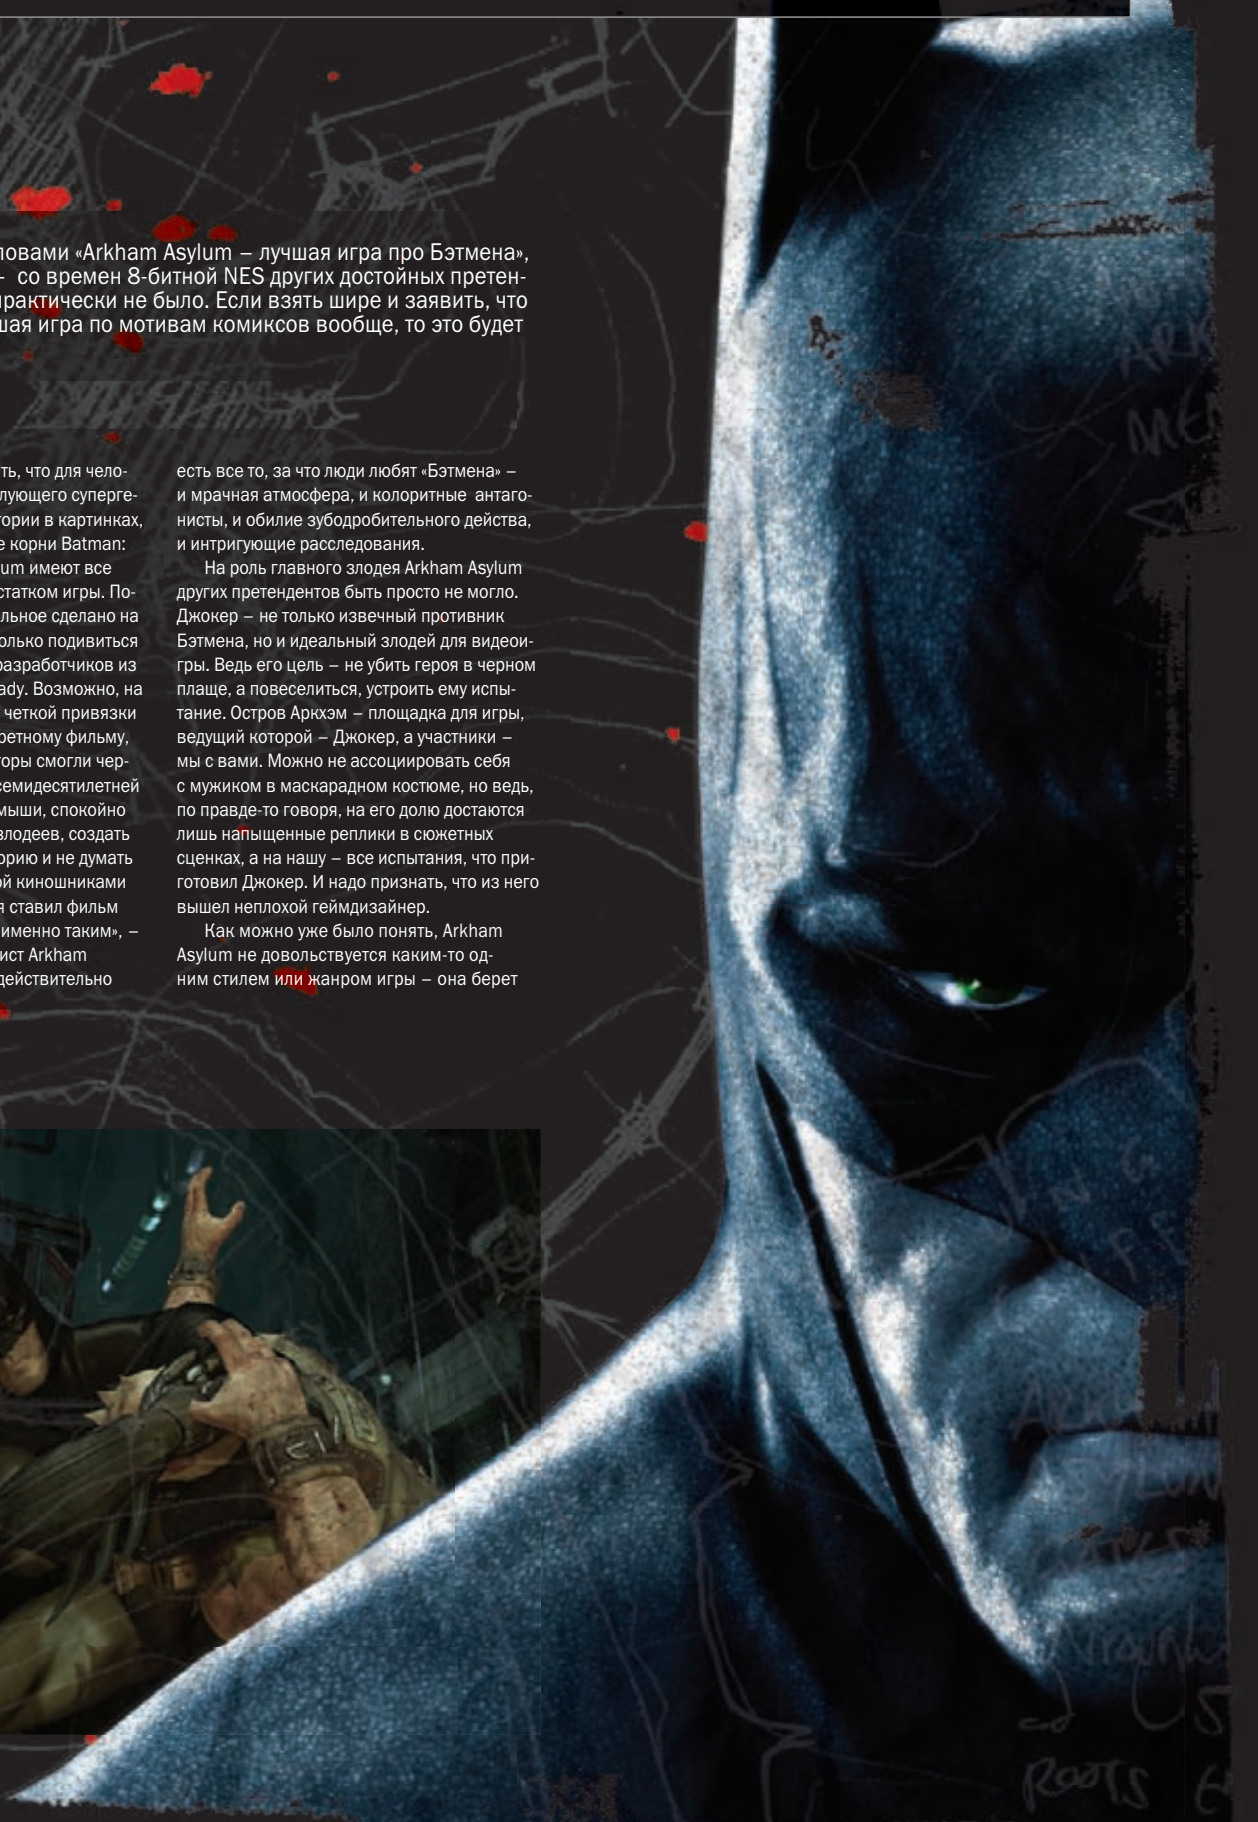 ловами «Arkham Asylum – лучшая игра про Бэтмена»,
– со времен 8-битной NES других достойных претен-
практически не было. Если взять шире и заявить, что
шая игра по мотивам комиксов вообще, то это будет
ть, что для чело-
лующего суперге-
тории в картинках,
е корни Batman:
um имеют все
статком игры. По-
льное сделано на
олько подивиться
разработчиков из
ady. Возможно, на
четкой привязки
ретному фильму,
торы смогли чер-
семидесятилетней
мыши, спокойно
злодеев, создать
орию и не думать
ой киношниками
я ставил фильм
именно таким», –
ист Arkham
действительно
есть все то, за что люди любят «Бэтмена» –
и мрачная атмосфера, и колоритные антаго-
нисты, и обилие зубодробительного действа,
и интригующие расследования.
На роль главного злодея Arkham Asylum
других претендентов быть просто не могло.
Джокер – не только извечный противник
Бэтмена, но и идеальный злодей для видеои-
гры. Ведь его цель – не убить героя в черном
плаще, а повеселиться, устроить ему испы-
тание. Остров Аркхэм – площадка для игры,
ведущий которой – Джокер, а участники –
мы с вами. Можно не ассоциировать себя
с мужиком в маскарадном костюме, но ведь,
по правде-то говоря, на его долю достаются
лишь напыщенные реплики в сюжетных
сценках, а на нашу – все испытания, что при-
готовил Джокер. И надо признать, что из него
вышел неплохой геймдизайнер.
Как можно уже было понять, Arkham
Asylum не довольствуется каким-то од-
ним стилем или жанром игры – она берет
ROOTS